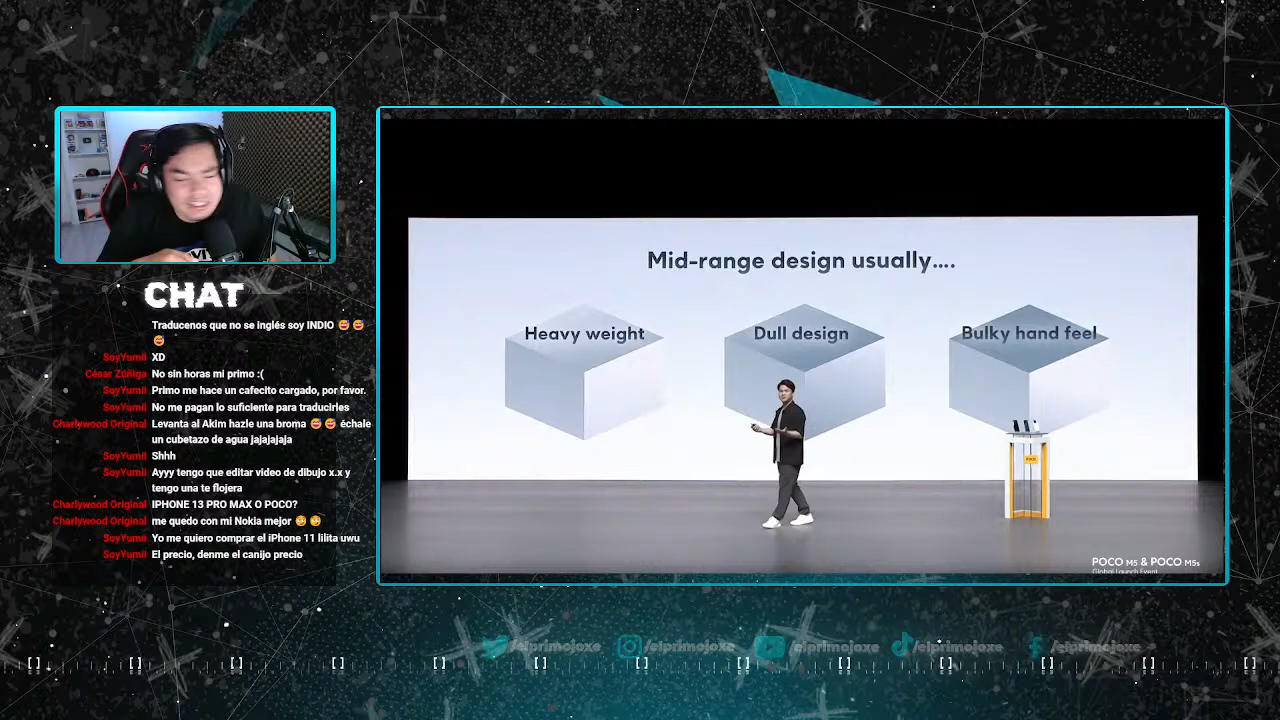 CHAT
Traducenos que no se inglés soy INDIO 😅 😅
😅
SoyYumii XD
César Zúñiga No sin horas mi primo :(
SoyYumii Primo me hace un cafecito cargado, por favor.
SoyYumii No me pagan lo suficiente para traducirles
Charlywood Original Levanta al Akim hazle una broma 😅 😅 échale
un cubetazo de agua jajajajaja
SoyYumii Shhh
SoyYumii Ayyy tengo que editar video de dibujo x.x y
tengo una te flojera
Charlywood Original IPHONE 13 PRO MAX O POCO?
Charlywood Original me quedo con mi Nokia mejor
SoyYumii Yo me quiero comprar el iPhone 11 lilita uwu
SoyYumii El precio, denme el canijo precio
Mid-range design usually....
Heavy weight
Dull design
Bulky hand feel
POCO M5 & POCO M5s
Global Launch Event
/elprimojoxe /elprimojoxe /elprimojoxe /elprimojoxe /elprimojoxe